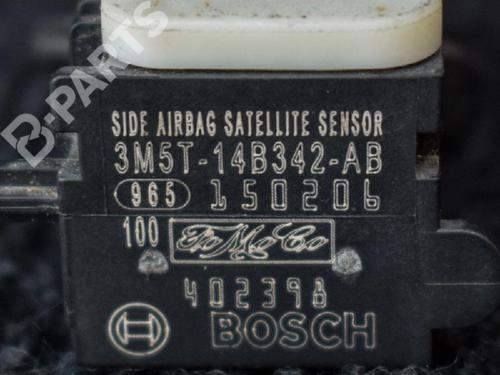 B-PARTS
SIDE AIRBAG SATELLITE SENSOR
3M5T-14B342-AB
965 150206
100 FoMoCo
402398
BOSCH